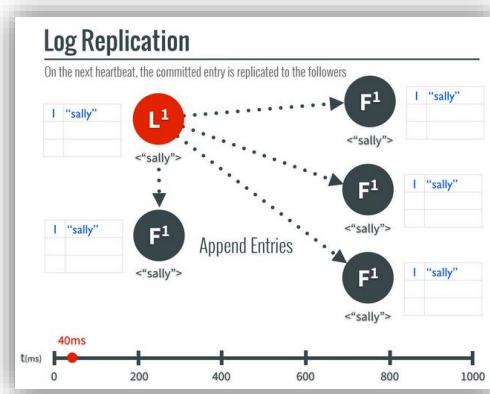 Log Replication
On the next heartbeat, the committed entry is replicated to the followers
1 "sally"
L¹
<"sally">
F¹
<"sally">
1 "sally"
1 "sally"
F¹
<"sally">
Append Entries
F¹
<"sally">
1 "sally"
F¹
<"sally">
1 "sally"
40ms
t(ms)
0 200 400 600 800 1000